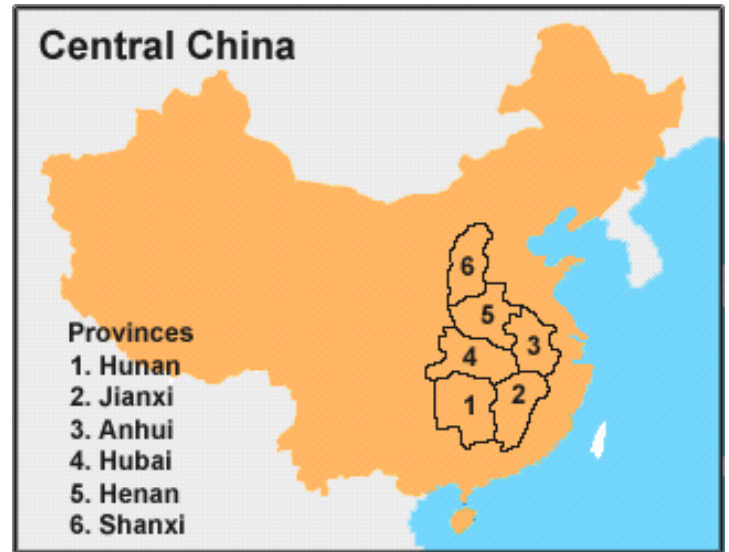 Central China
6
5
3
4
2
1
Provinces
1. Hunan
2. Jianxi
3. Anhui
4. Hubai
5. Henan
6. Shanxi